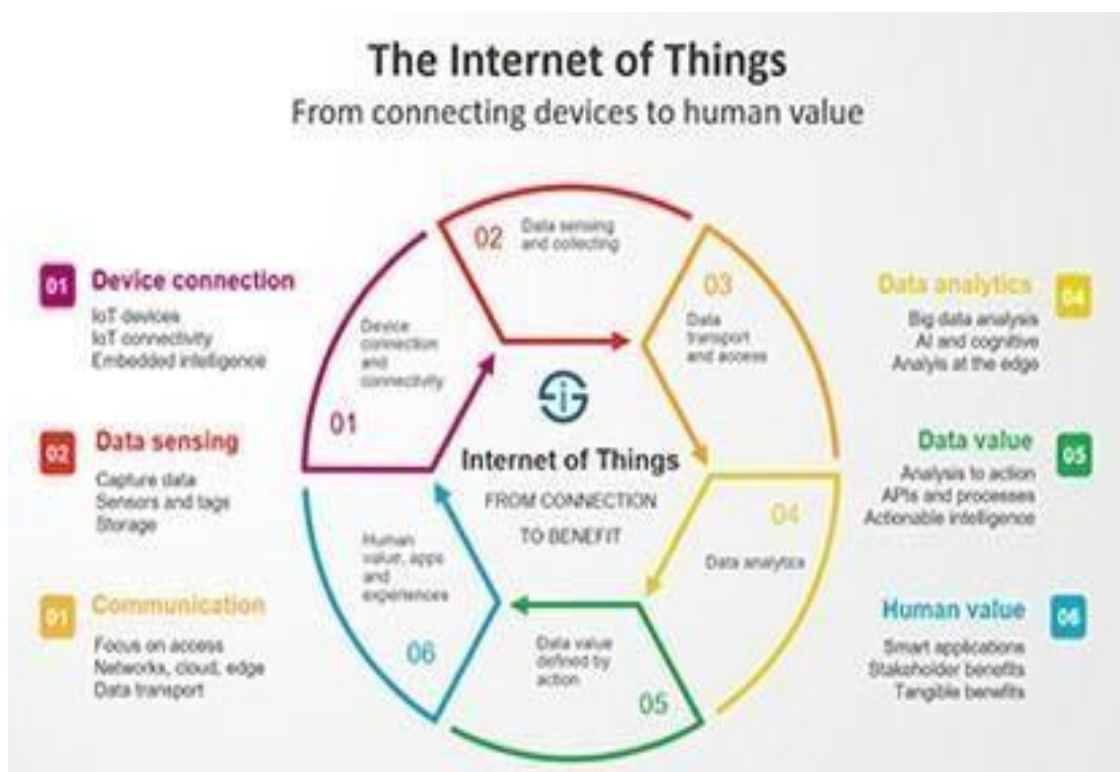 The Internet of Things
From connecting devices to human value
01 Device connection
IoT devices
IoT connectivity
Embedded intelligence
02 Data sensing
Capture data
Sensors and tags
Storage
01 Communication
Focus on access
Networks, cloud, edge
Data transport
02 Data sensing
and collecting
03
Data
transport
and access
Device
connection
and
connectivity
01
Internet of Things
FROM CONNECTION
TO BENEFIT
04
Data analytics
Human
value, apps
and
experiences
06
Data value
defined by
action
05
Data analytics 04
Big data analysis
AI and cognitive
Analyis at the edge
Data value 05
Analysis to action
APIs and processes
Actionable intelligence
Human value 06
Smart applications
Stakeholder benefits
Tangible benefits